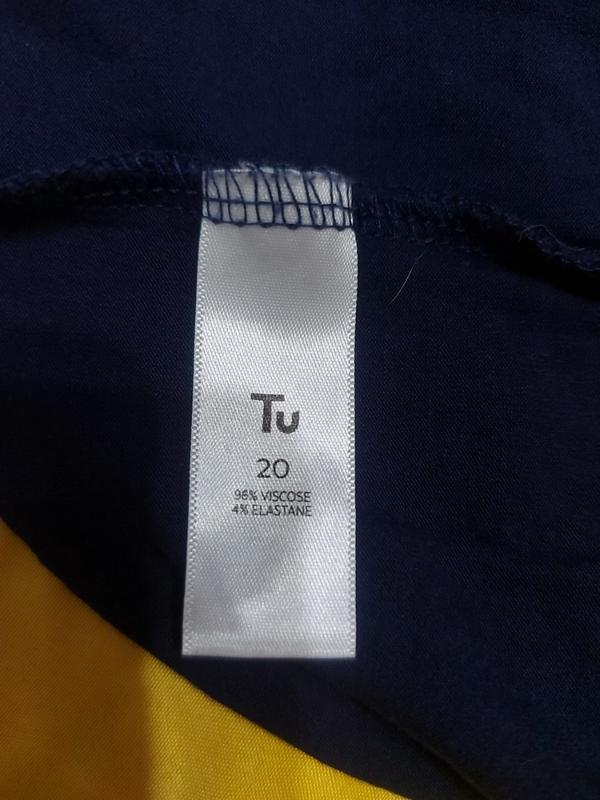 Tu
20
96% VISCOSE
4% ELASTANE